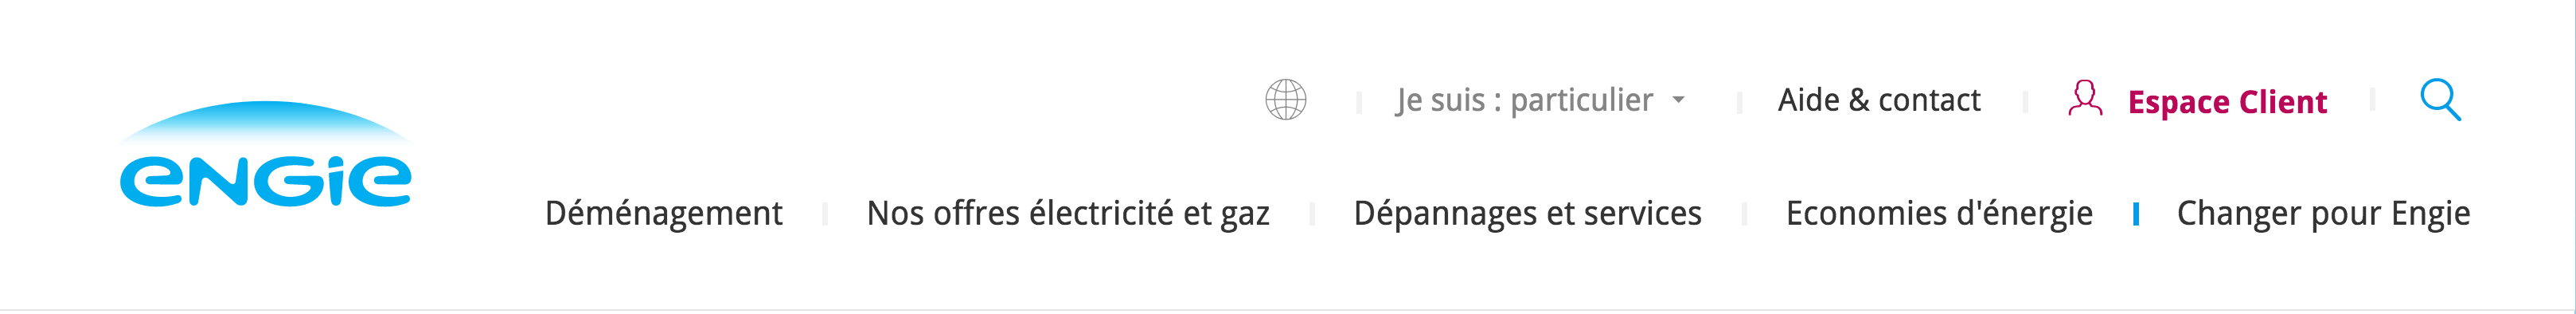 Je suis : particulier Aide & contact Espace Client
ENGIE
Déménagement Nos offres électricité et gaz Dépannages et services Economies d'énergie Changer pour Engie